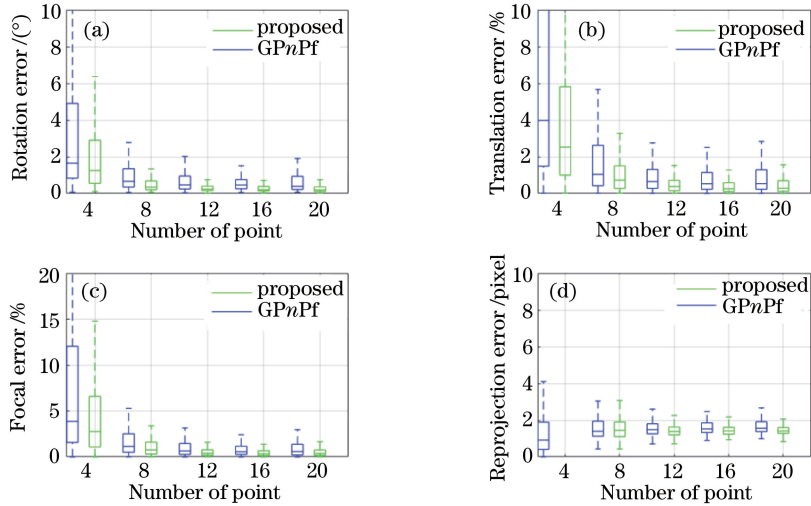 (a)
proposed
GPnPf
Rotation error /(°)
10
8
6
4
2
0
4
8
12
16
20
Number of point
(b)
proposed
GPnPf
Translation error /%
10
8
6
4
2
0
4
8
12
16
20
Number of point
(c)
proposed
GPnPf
Focal error /%
20
15
10
5
0
4
8
12
16
20
Number of point
(d)
proposed
GPnPf
Reprojection error /pixel
10
8
6
4
2
0
4
8
12
16
20
Number of point